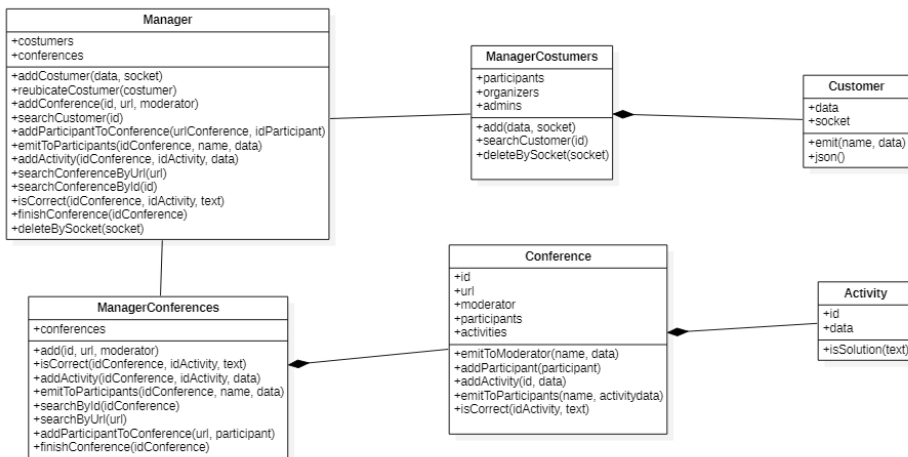 Manager
+costumers
+conferences
+addCostumer(data, socket)
+reubicateCostumer(costumer)
+addConference(id, url, moderator)
+searchCustomer(id)
+addParticipantToConference(urlConference, idParticipant)
+emitToParticipants(idConference, name, data)
+addActivity(idConference, idActivity, data)
+searchConferenceByUrl(url)
+searchConferenceById(id)
+isCorrect(idConference, idActivity, text)
+finishConference(idConference)
+deleteBySocket(socket)
ManagerCostumers
+participants
+organizers
+admins
+add(data, socket)
+searchCustomer(id)
+deleteBySocket(socket)
Customer
+data
+socket
+emit(name, data)
+json()
ManagerConferences
+conferences
+add(id, url, moderator)
+isCorrect(idConference, idActivity, text)
+addActivity(idConference, idActivity, data)
+emitToParticipants(idConference, name, data)
+searchById(idConference)
+searchByUrl(url)
+addParticipantToConference(url, participant)
+finishConference(idConference)
Conference
+id
+url
+moderator
+participants
+activities
+emitToModerator(name, data)
+addParticipant(participant)
+addActivity(id, data)
+emitToParticipants(name, activitydata)
+isCorrect(idActivity, text)
Activity
+id
+data
+isSolution(text)